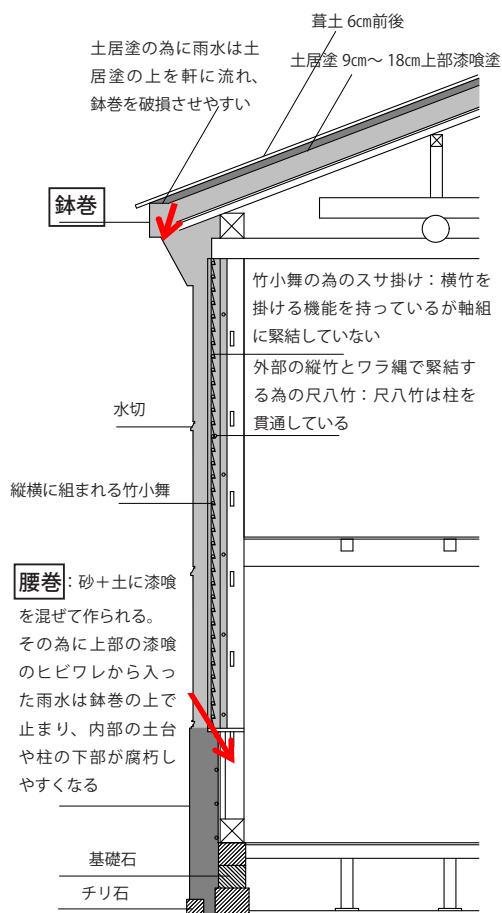 葺土 6㎝前後
土居塗の為に雨水は土
居塗の上を軒に流れ、
鉢巻を破損させやすい
土居塗 9㎝～ 18㎝上部漆喰塗
鉢巻
竹小舞の為のスサ掛け：横竹を
掛ける機能を持っているが軸組
に緊結していない
外部の縦竹とワラ縄で緊結す
る為の尺八竹：尺八竹は柱を
貫通している
水切
縦横に組まれる竹小舞
腰巻：砂＋土に漆喰
を混ぜて作られる。
その為に上部の漆喰
のヒビワレから入っ
た雨水は鉢巻の上で
止まり、内部の土台
や柱の下部が腐朽し
やすくなる
基礎石
チリ石